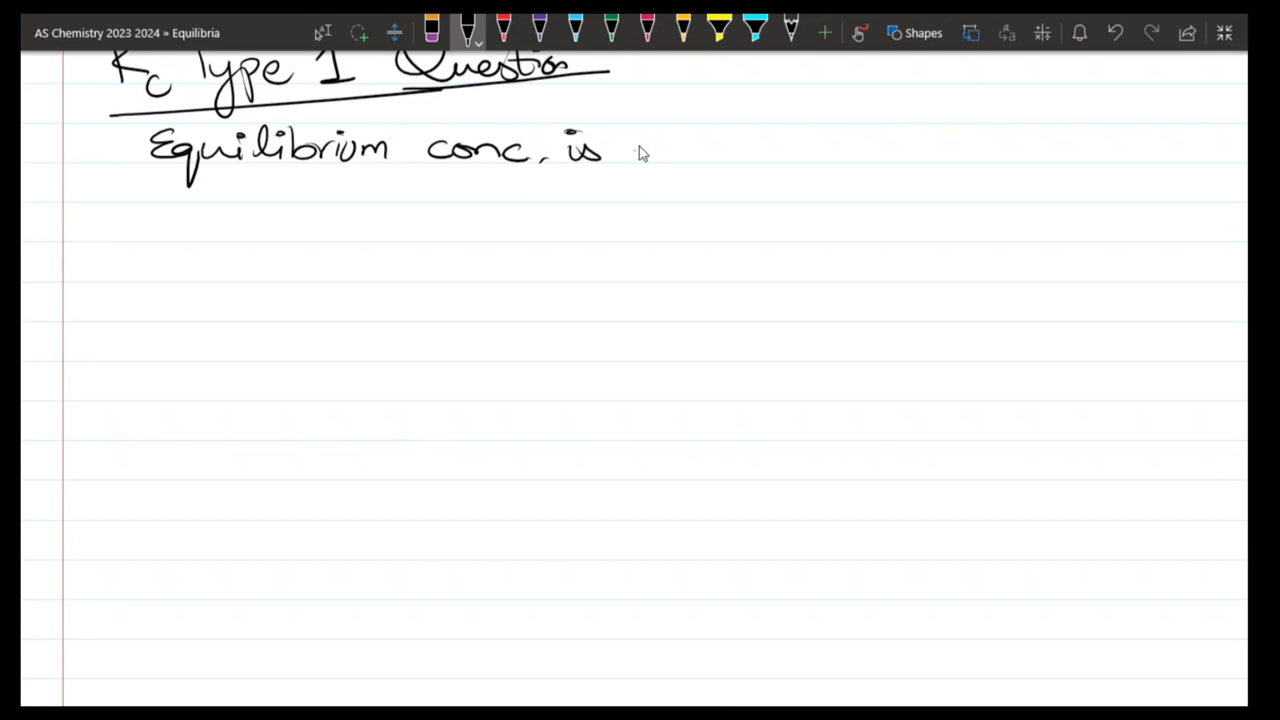 AS Chemistry 2023 2024 » Equilibria
Shapes
Kc Type 1 Question
Equilibrium conc. is